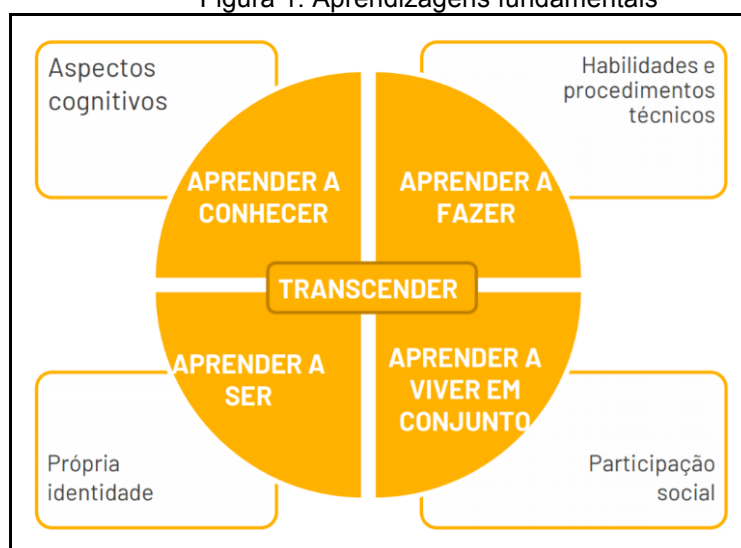 Figura 1: Aprendizagens fundamentais
Aspectos
cognitivos
Habilidades e
procedimentos
técnicos
APRENDER A
CONHECER
APRENDER A
FAZER
TRANSCENDER
APRENDER A
SER
APRENDER A
VIVER EM
CONJUNTO
Própria
identidade
Participação
social